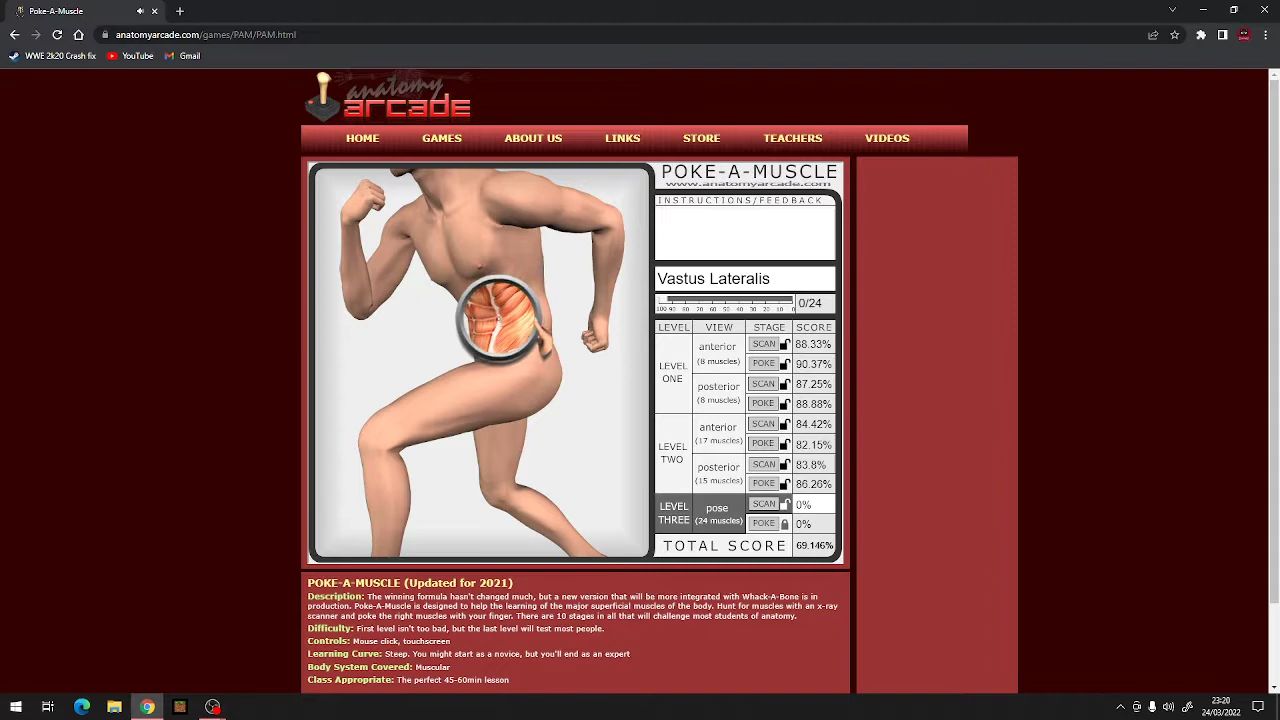 Poke-A-Muscle
anatomyarcade.com/games/PAM/PAM.html
WWE 2K20 Crash fix
YouTube
Gmail
anatomy
arcade
HOME
GAMES
ABOUT US
LINKS
STORE
TEACHERS
VIDEOS
POKE-A-MUSCLE
www.anatomyarcade.com
INSTRUCTIONS/FEEDBACK
Vastus Lateralis
100 90 80 70 60 50 40 30 20 10 0
0/24
LEVEL VIEW STAGE SCORE
LEVEL ONE
anterior (8 muscles)
SCAN 88.33%
POKE 90.37%
posterior (8 muscles)
SCAN 87.25%
POKE 88.88%
LEVEL TWO
anterior (17 muscles)
SCAN 84.42%
POKE 82.15%
posterior (15 muscles)
SCAN 83.8%
POKE 86.26%
LEVEL THREE
pose (24 muscles)
SCAN 0%
POKE 0%
TOTAL SCORE 69.146%
POKE-A-MUSCLE (Updated for 2021)
Description: The winning formula hasn't changed much, but a new version that will be more integrated with Whack-A-Bone is in
production. Poke-A-Muscle is designed to help the learning of the major superficial muscles of the body. Hunt for muscles with an x-ray
scanner and poke the right muscles with your finger. There are 10 stages in all that will challenge most students of anatomy.
Difficulty: First level isn't too bad, but the last level will test most people.
Controls: Mouse click, touchscreen
Learning Curve: Steep. You might start as a novice, but you'll end as an expert
Body System Covered: Muscular
Class Appropriate: The perfect 45-60min lesson
23:20
24/03/2022